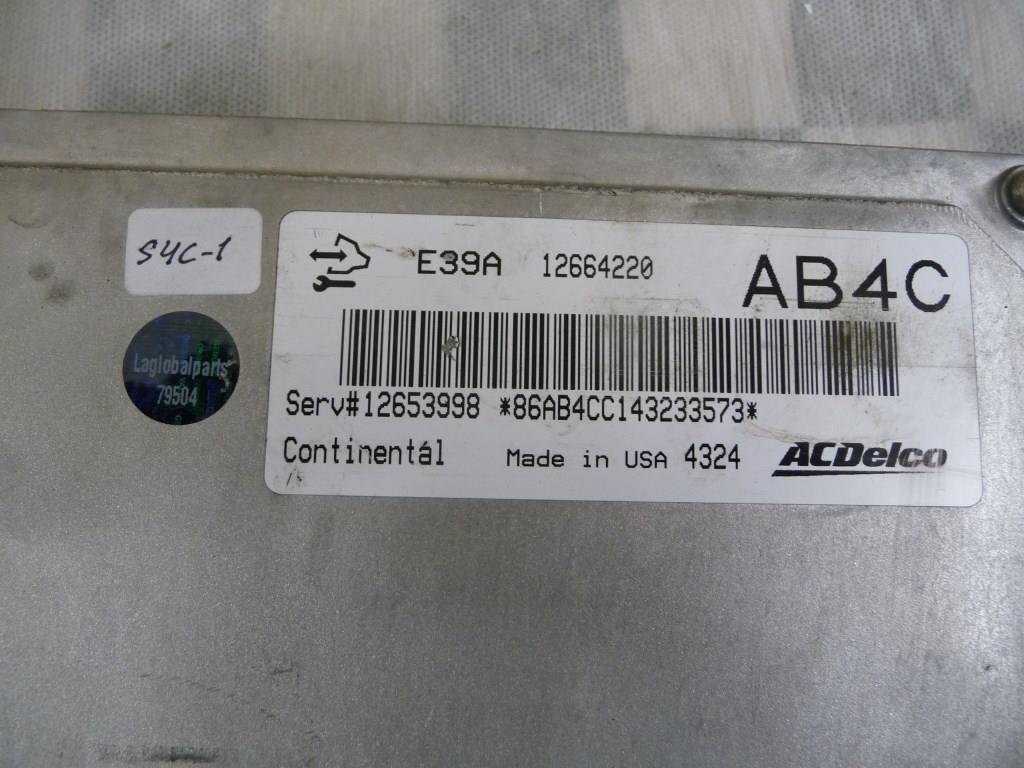 S4C-1
Laglobalparts
79504
E39A 12664220 AB4C
Serv#12653998 *86AB4CC143233573*
Continental Made in USA 4324 ACDelco